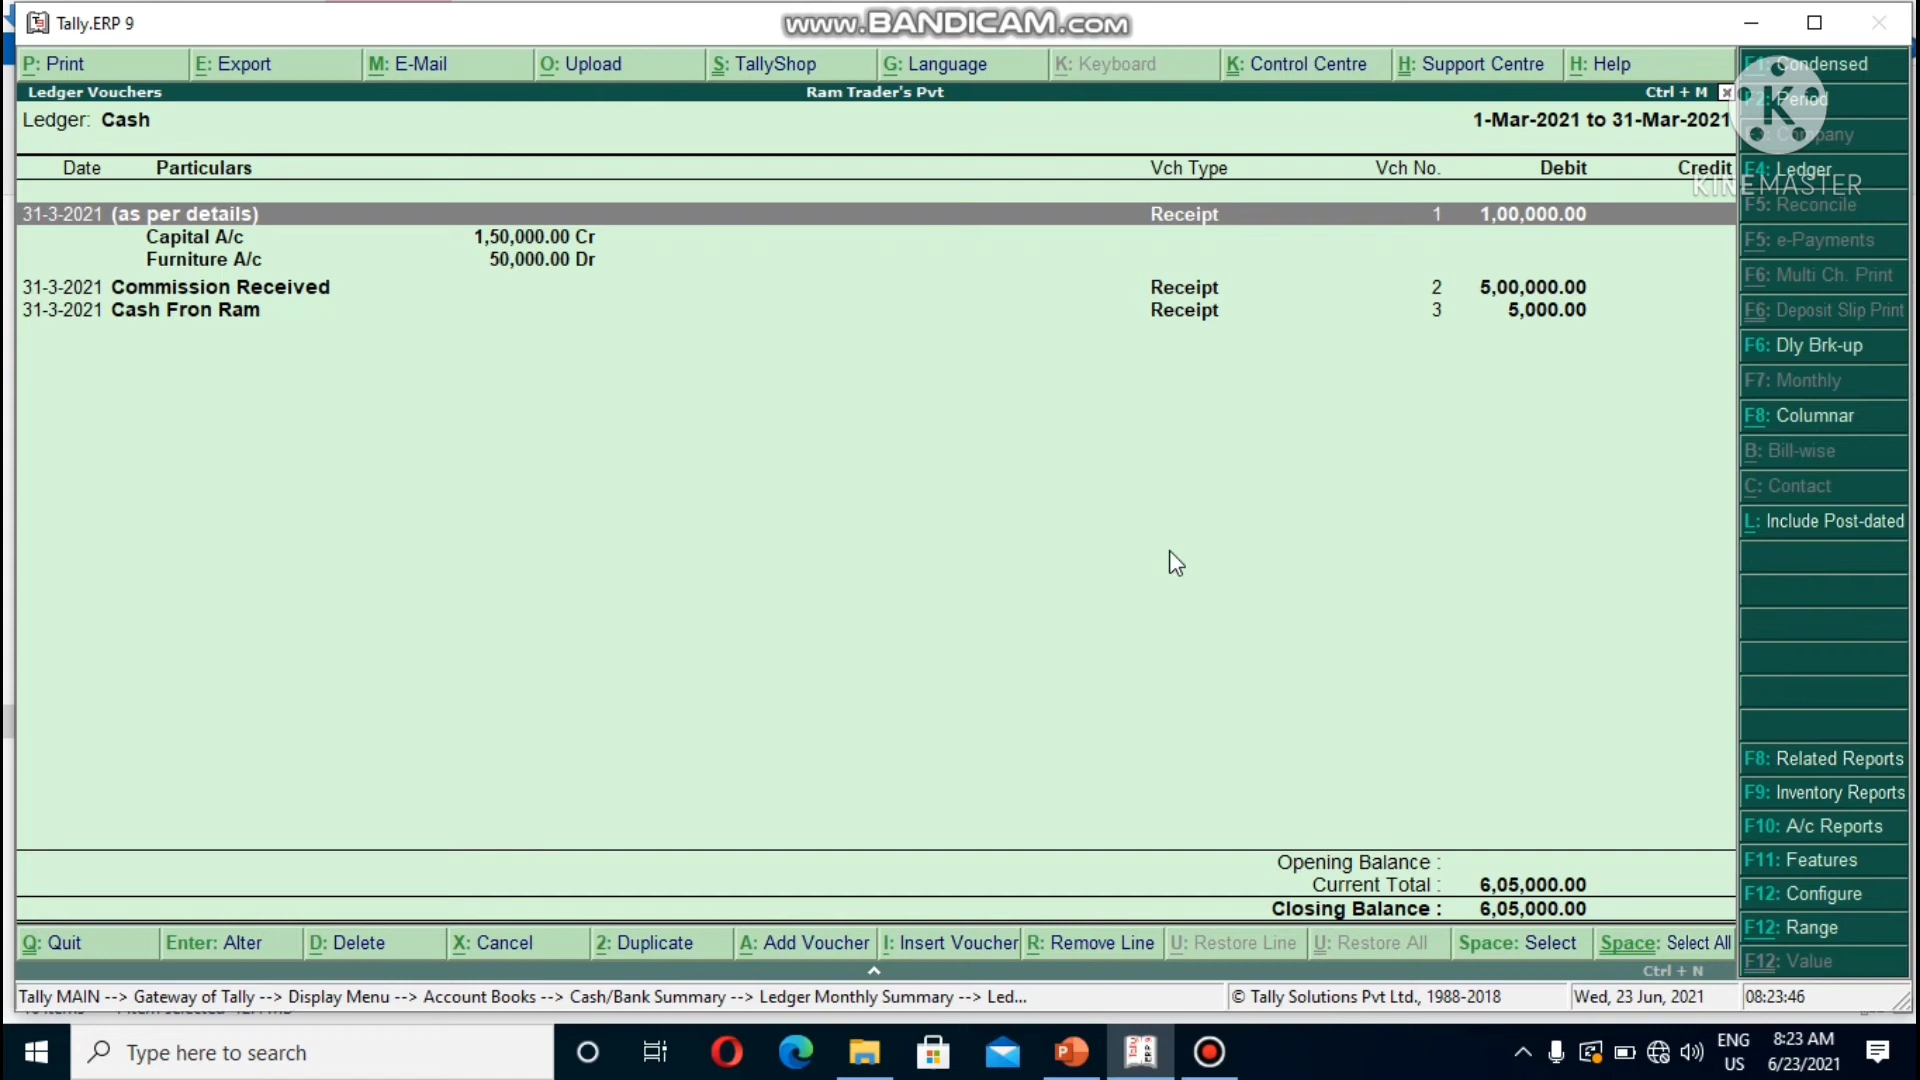 Tally.ERP 9
www.BANDICAM.com
P: Print E: Export M: E-Mail O: Upload S: TallyShop G: Language K: Keyboard K: Control Centre H: Support Centre H: Help
Ledger Vouchers Ram Trader's Pvt Ctrl + M
Ledger: Cash 1-Mar-2021 to 31-Mar-2021
Date Particulars Vch Type Vch No. Debit Credit
31-3-2021 (as per details) Receipt 1 1,00,000.00
Capital A/c 1,50,000.00 Cr
Furniture A/c 50,000.00 Dr
31-3-2021 Commission Received Receipt 2 5,00,000.00
31-3-2021 Cash Fron Ram Receipt 3 5,000.00
Opening Balance :
Current Total : 6,05,000.00
Closing Balance : 6,05,000.00
F1: Condensed
F2: Period
Company
F4: Ledger
K
KINEMASTER
F5: Reconcile
F5: e-Payments
F6: Multi Ch. Print
F6: Deposit Slip Print
F6: Dly Brk-up
F7: Monthly
F8: Columnar
B: Bill-wise
C: Contact
L: Include Post-dated
F8: Related Reports
F9: Inventory Reports
F10: A/c Reports
F11: Features
F12: Configure
F12: Range
F12: Value
Q: Quit Enter: Alter D: Delete X: Cancel 2: Duplicate A: Add Voucher I: Insert Voucher R: Remove Line U: Restore Line U: Restore All Space: Select Space: Select All
Ctrl + N
Tally MAIN --> Gateway of Tally --> Display Menu --> Account Books --> Cash/Bank Summary --> Ledger Monthly Summary --> Led... © Tally Solutions Pvt Ltd., 1988-2018 Wed, 23 Jun, 2021 08:23:46
Type here to search
ENG
US
8:23 AM
6/23/2021